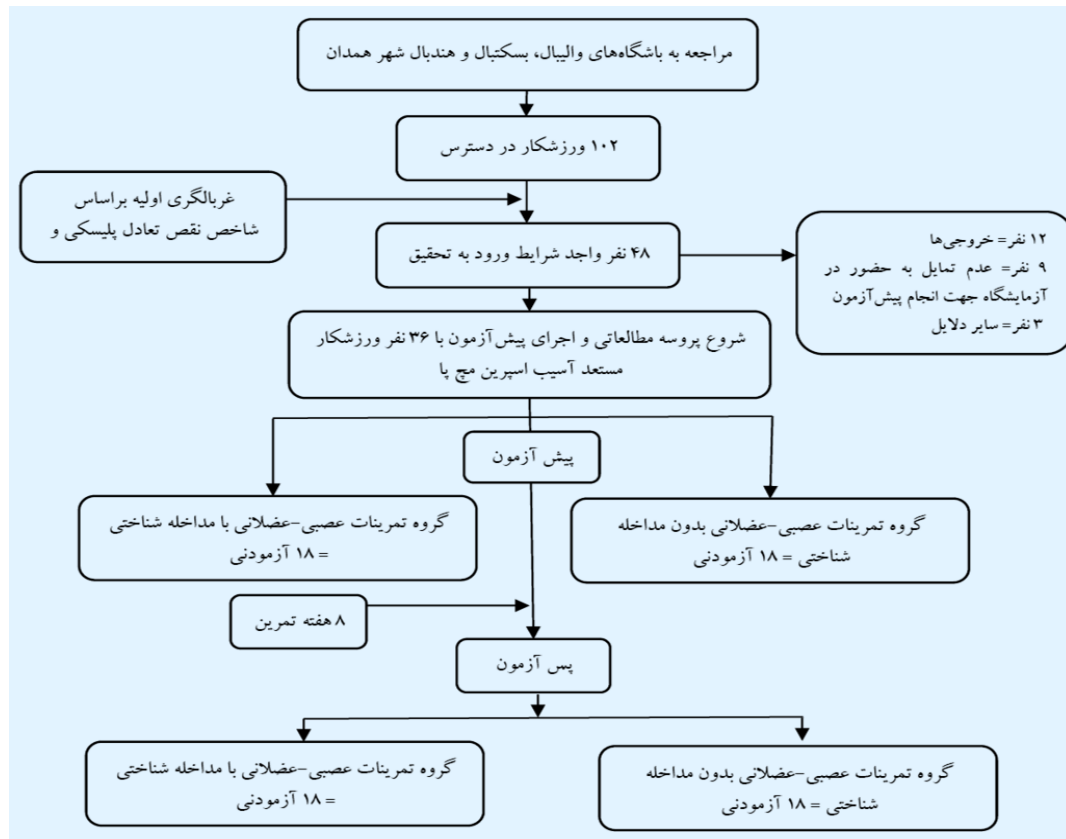 مراجعه به باشگاه‌های والیبال، بسکتبال و هندبال شهر همدان
۱۰۲ ورزشکار در دسترس
غربالگری اولیه براساس
شاخص نقص تعادل پلیسکی و
۴۸ نفر واجد شرایط ورود به تحقیق
۱۲ نفر= خروجی‌ها
۹ نفر= عدم تمایل به حضور در
آزمایشگاه جهت انجام پیش‌آزمون
۳ نفر= سایر دلایل
شروع پروسه مطالعاتی و اجرای پیش‌آزمون با ۳۶ نفر ورزشکار
مستعد آسیب اسپرین مچ پا
پیش آزمون
گروه تمرینات عصبی-عضلانی بدون مداخله
شناختی = ۱۸ آزمودنی
گروه تمرینات عصبی-عضلانی با مداخله شناختی
= ۱۸ آزمودنی
۸ هفته تمرین
پس آزمون
گروه تمرینات عصبی-عضلانی بدون مداخله
شناختی = ۱۸ آزمودنی
گروه تمرینات عصبی-عضلانی با مداخله شناختی
= ۱۸ آزمودنی